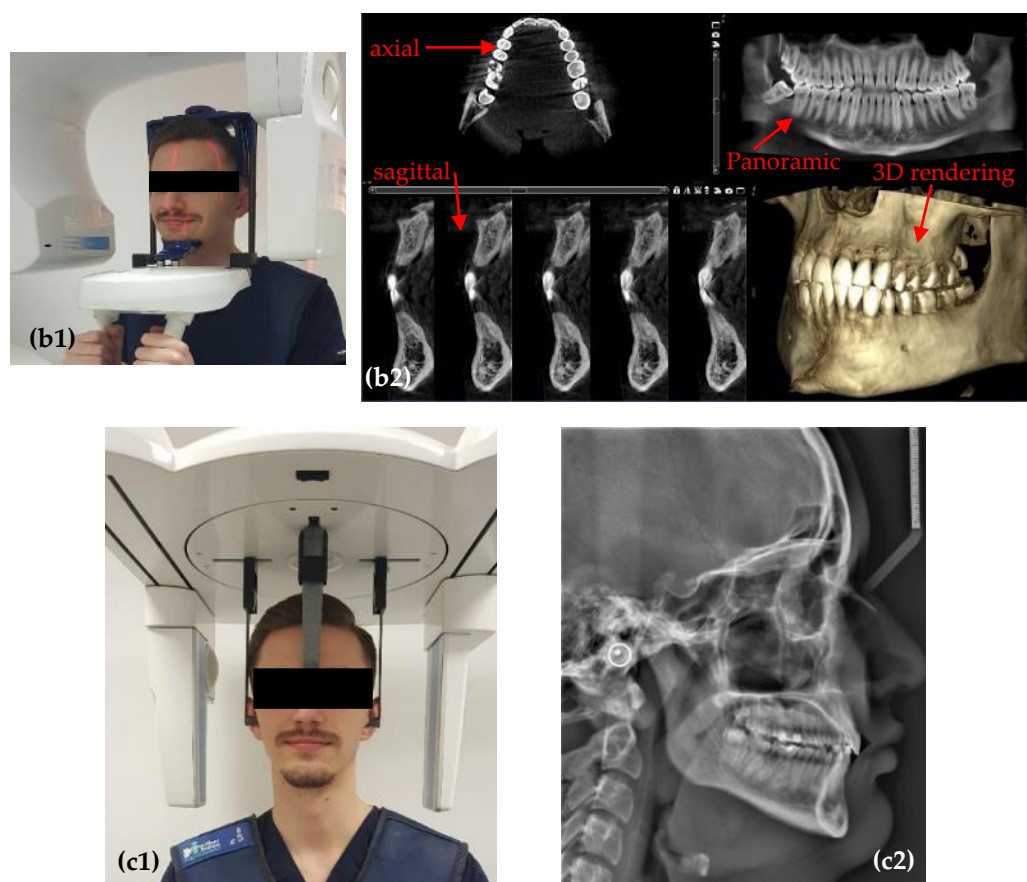 axial
Panoramic
sagittal
3D rendering
(b1)
(b2)
(c1)
(c2)